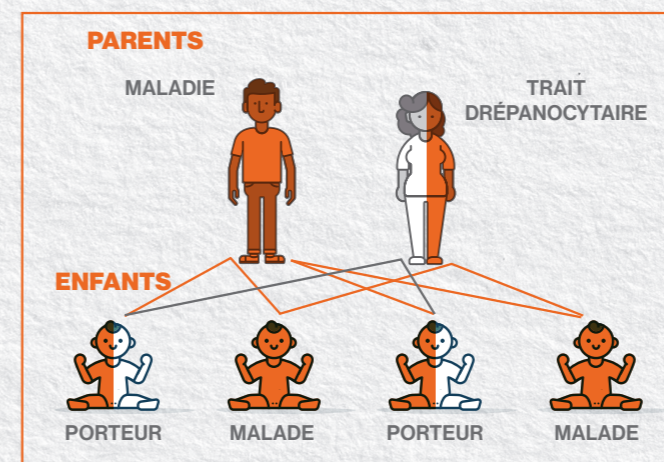 PARENTS
MALADIE
TRAIT
DRÉPANOCYTAIRE
ENFANTS
PORTEUR
MALADE
PORTEUR
MALADE